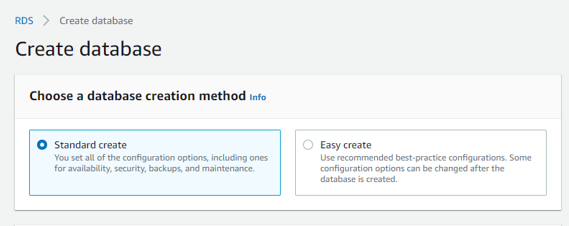 RDS > Create database
Create database
Choose a database creation method Info
Standard create
You set all of the configuration options, including ones
for availability, security, backups, and maintenance.
Easy create
Use recommended best-practice configurations. Some
configuration options can be changed after the
database is created.